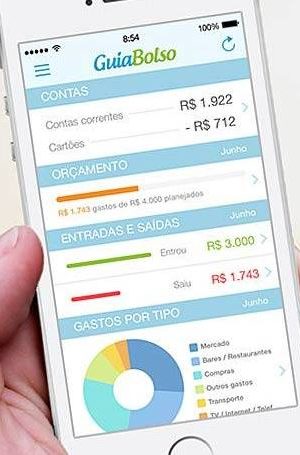 8:54
100%
GuiaBolso
CONTAS
Contas correntes R$ 1.922
Cartões - R$ 712
ORÇAMENTO Junho
R$ 1.743 gastos de R$ 4.000 planejados
ENTRADAS E SAÍDAS Junho
Entrou R$ 3.000
Saiu R$ 1.743
GASTOS POR TIPO Junho
Mercado
Bares / Restaurantes
Compras
Outros gastos
Transporte
TV / Internet / Telef